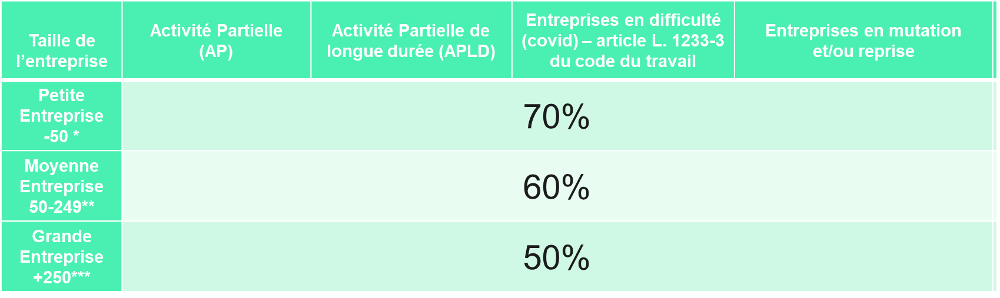 Taille de
l’entreprise
Activité Partielle
(AP)
Activité Partielle de
longue durée (APLD)
Entreprises en difficulté
(covid) – article L. 1233-3
du code du travail
Entreprises en mutation
et/ou reprise
Petite
Entreprise
-50 *
70%
Moyenne
Entreprise
50-249**
60%
Grande
Entreprise
+250***
50%